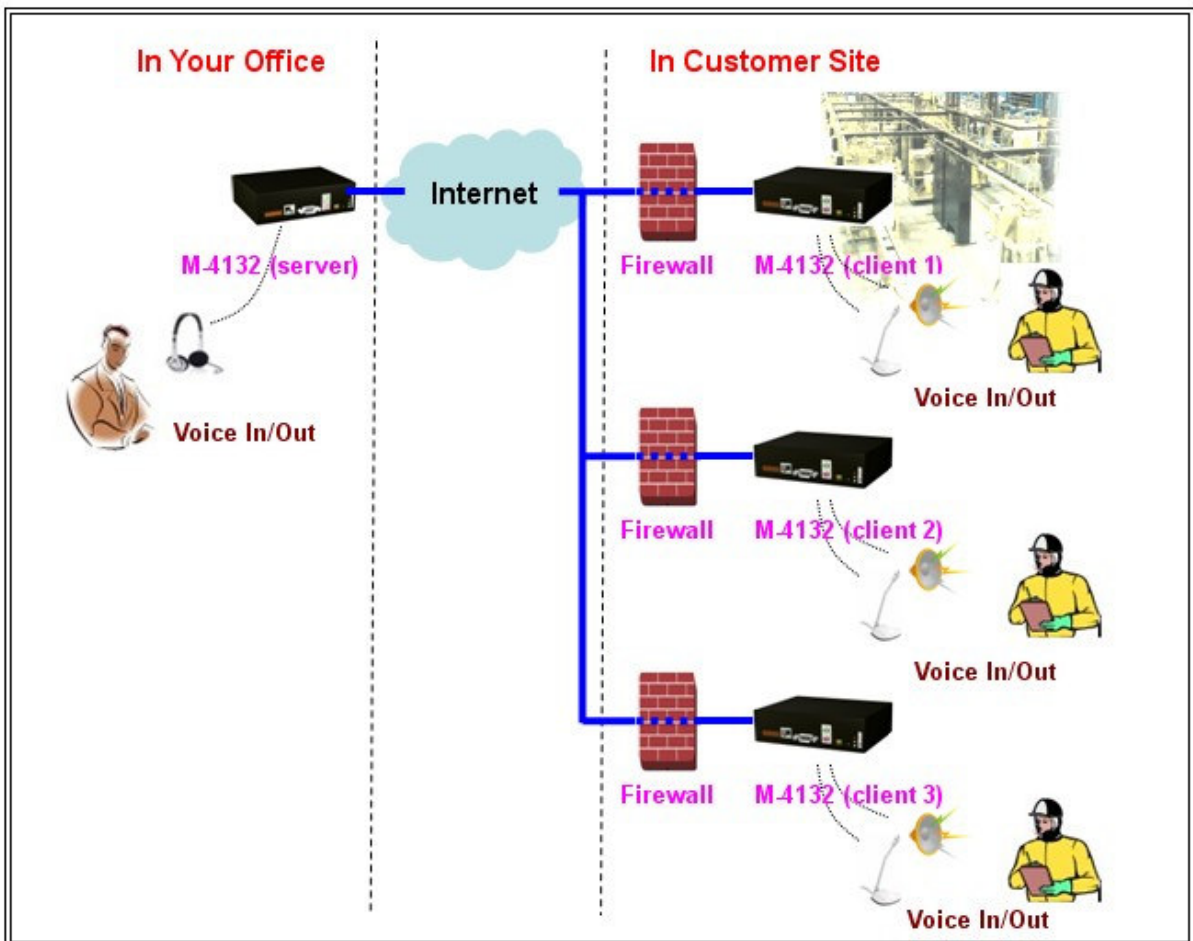 In Your Office
In Customer Site
Internet
M-4132 (server)
Firewall
M-4132 (client 1)
Voice In/Out
Voice In/Out
Firewall
M-4132 (client 2)
Voice In/Out
Firewall
M-4132 (client 3)
Voice In/Out